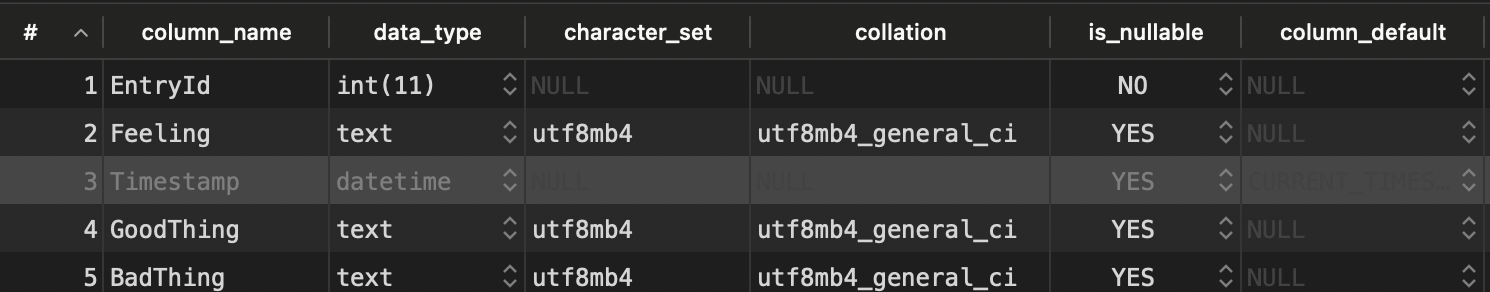 # column_name data_type character_set collation is_nullable column_default
1 EntryId int(11) NULL NULL NO NULL
2 Feeling text utf8mb4 utf8mb4_general_ci YES NULL
3 Timestamp datetime NULL NULL YES CURRENT_TIMES...
4 GoodThing text utf8mb4 utf8mb4_general_ci YES NULL
5 BadThing text utf8mb4 utf8mb4_general_ci YES NULL